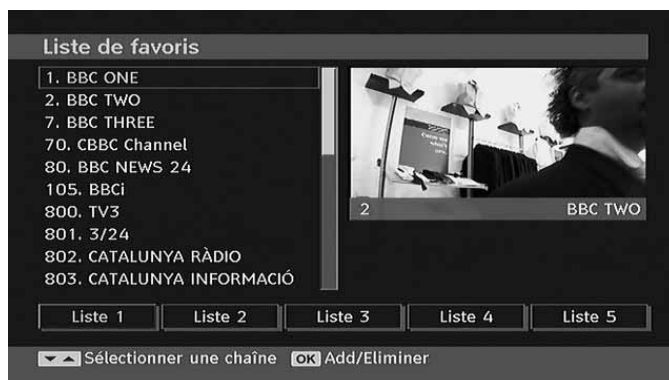 Liste de favoris
1. BBC ONE
2. BBC TWO
7. BBC THREE
70. CBBC Channel
80. BBC NEWS 24
105. BBCi
800. TV3
801. 3/24
802. CATALUNYA RÀDIO
803. CATALUNYA INFORMACIÓ
2 BBC TWO
Liste 1 Liste 2 Liste 3 Liste 4 Liste 5
Sélectionner une chaîne OK Add/Eliminer